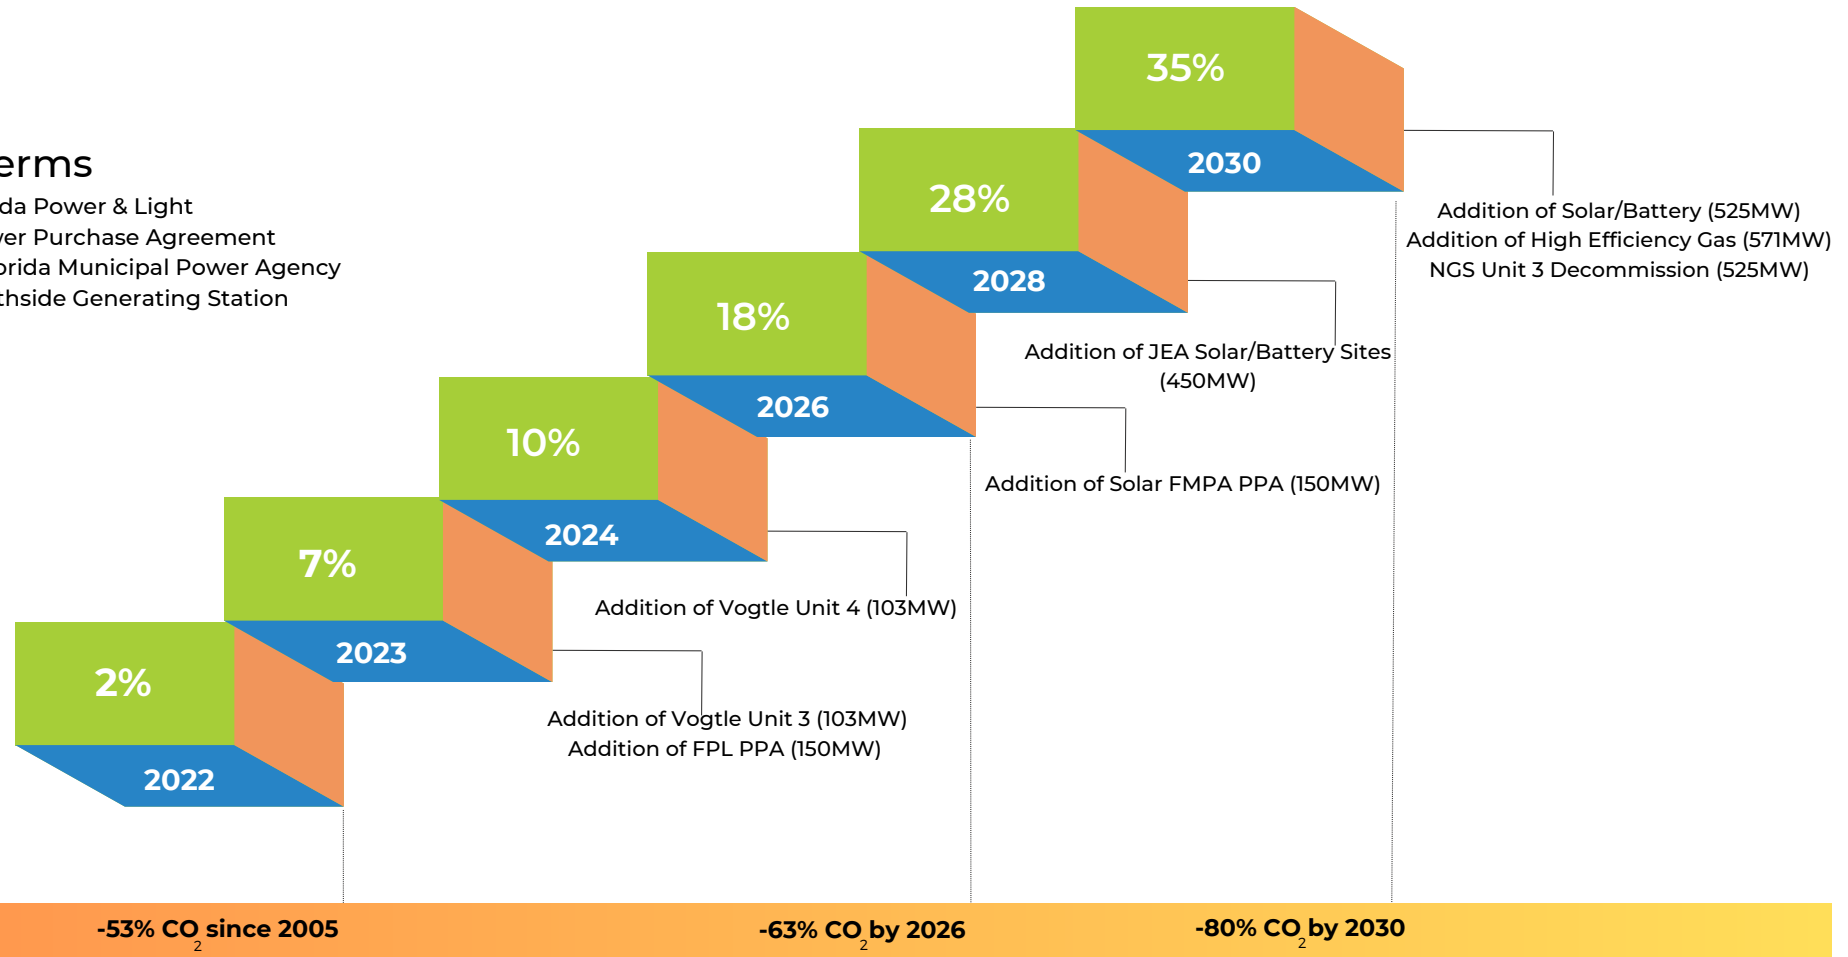 erms
da Power & Light
er Purchase Agreement
orida Municipal Power Agency
thside Generating Station
35%
2030
Addition of Solar/Battery (525MW)
Addition of High Efficiency Gas (571MW)
NGS Unit 3 Decommission (525MW)
28%
2028
Addition of JEA Solar/Battery Sites
(450MW)
18%
2026
Addition of Solar FMPA PPA (150MW)
10%
2024
Addition of Vogtle Unit 4 (103MW)
7%
2023
Addition of Vogtle Unit 3 (103MW)
Addition of FPL PPA (150MW)
2%
2022
-53% CO2 since 2005
-63% CO2 by 2026
-80% CO2 by 2030